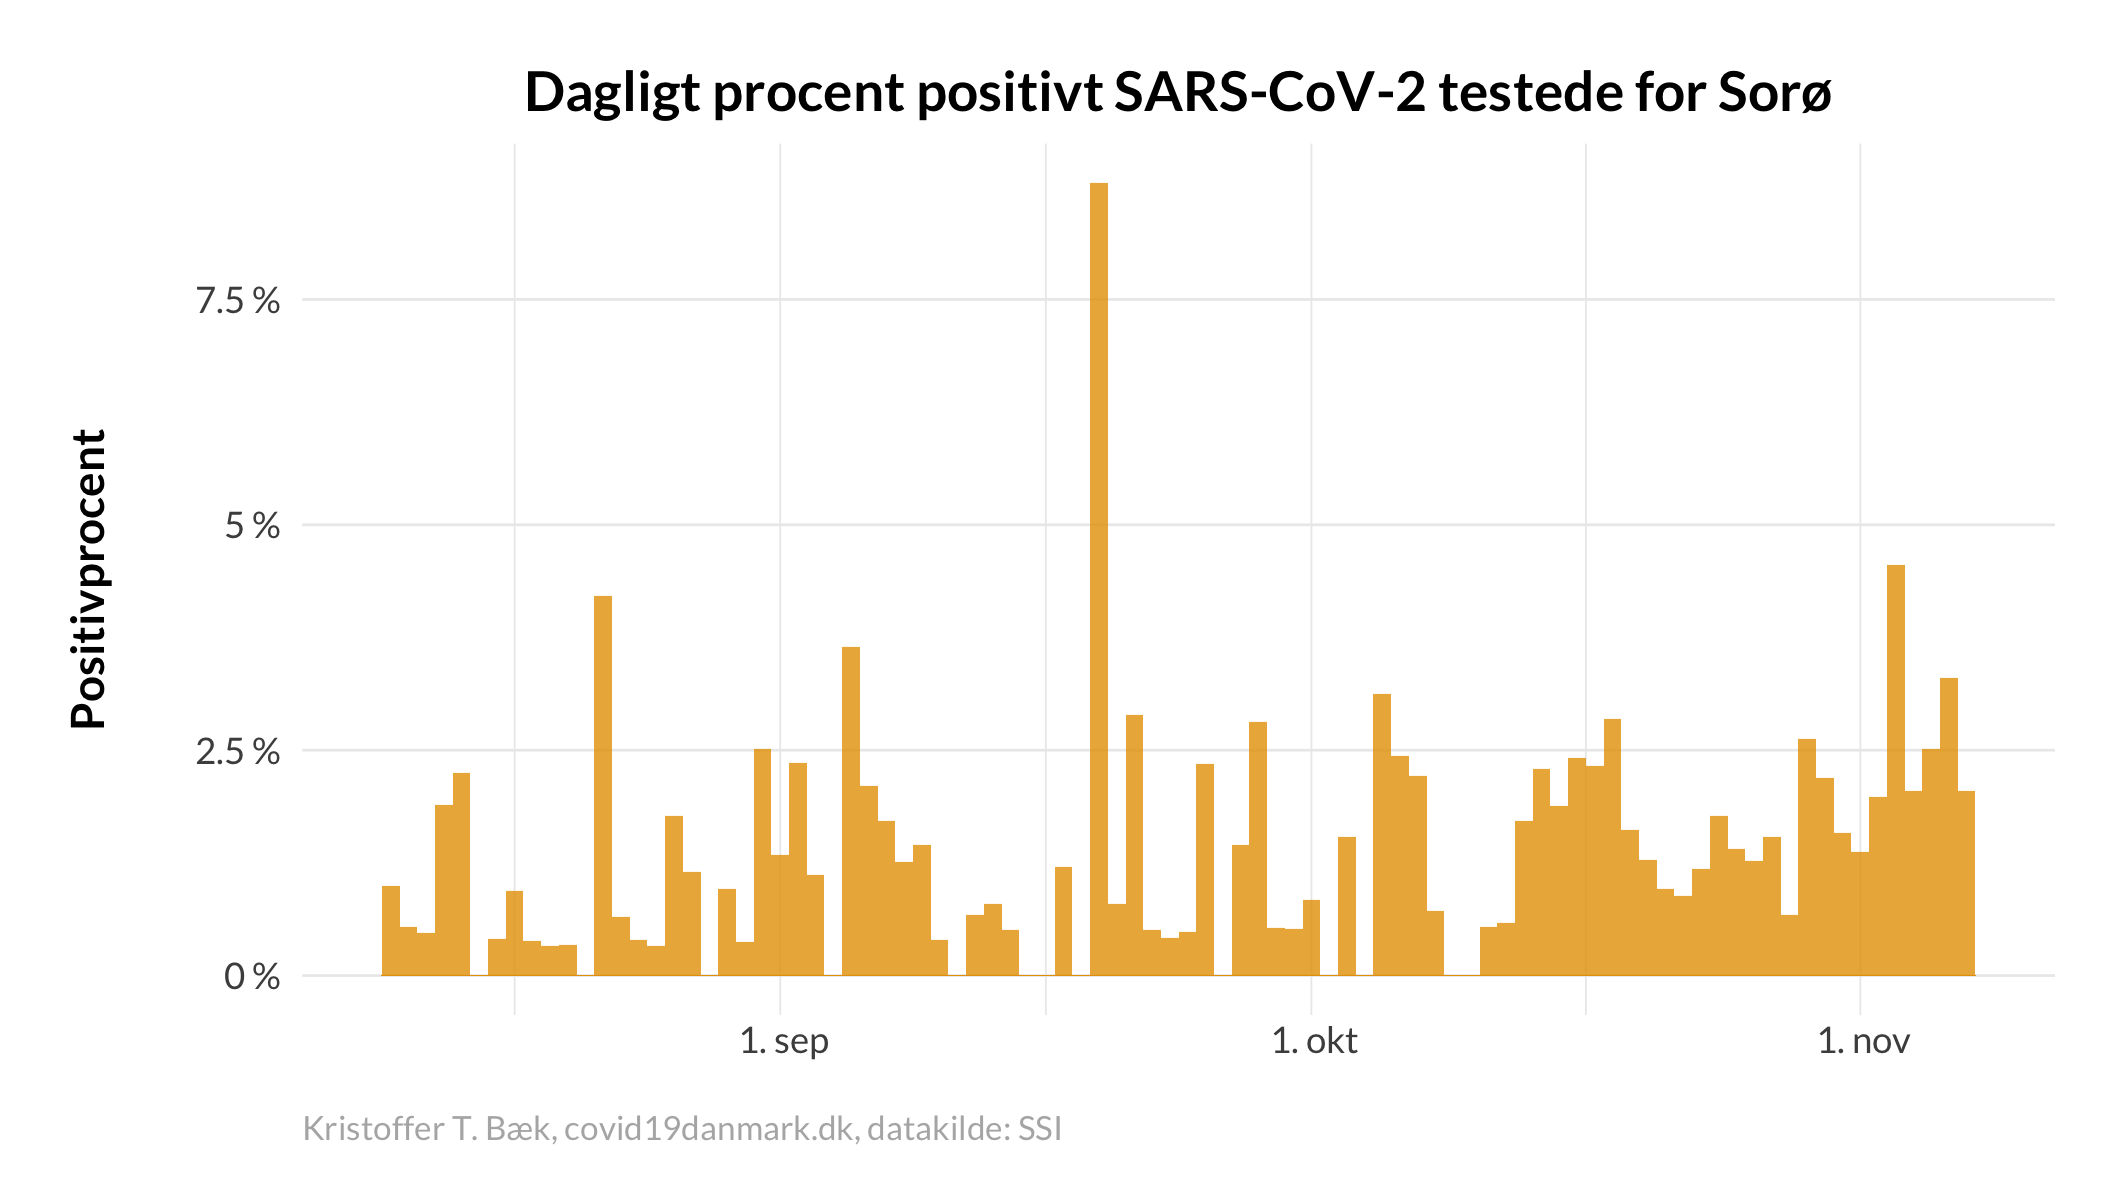 Dagligt procent positivt SARS-CoV-2 testede for Sorø
Positivprocent
7.5 %
5 %
2.5 %
0 %
1. sep
1. okt
1. nov
Kristoffer T. Bæk, covid19danmark.dk, datakilde: SSI